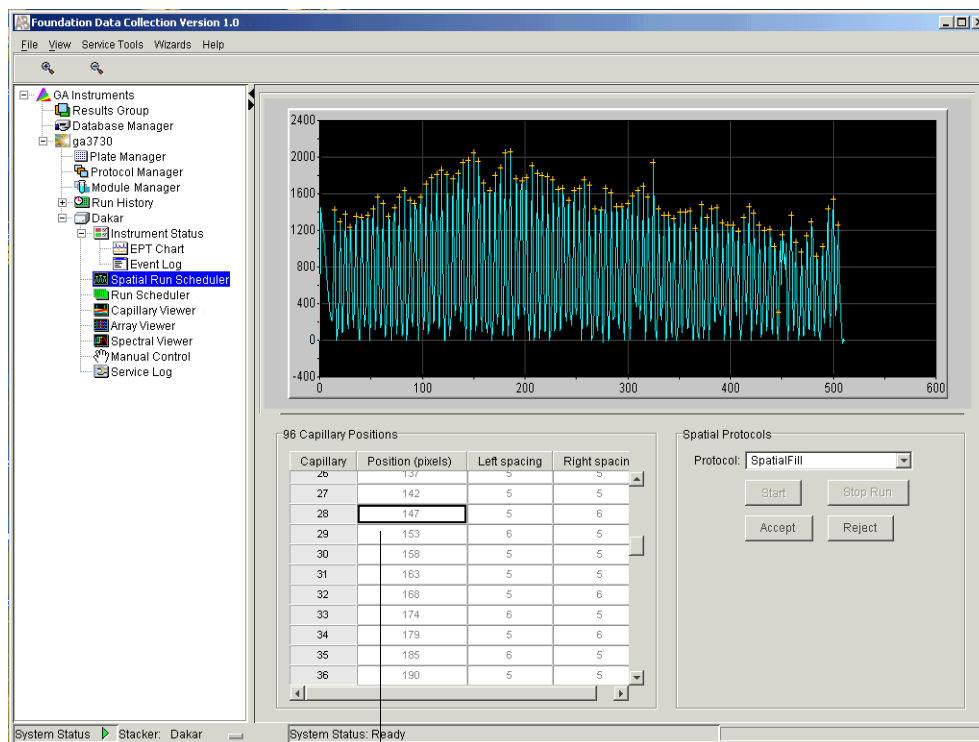 Foundation Data Collection Version 1.0
File View Service Tools Wizards Help
GA Instruments
Results Group
Database Manager
ga3730
Plate Manager
Protocol Manager
Module Manager
Run History
Dakar
Instrument Status
EPT Chart
Event Log
Spatial Run Scheduler
Run Scheduler
Capillary Viewer
Array Viewer
Spectral Viewer
Manual Control
Service Log
2400
2000
1600
1200
800
400
0
-400
0 100 200 300 400 500 600
96 Capillary Positions
Capillary Position (pixels) Left spacing Right spacin
26 137 5 5
27 142 5 5
28 147 5 6
29 153 6 5
30 158 5 5
31 163 5 5
32 168 5 6
33 174 6 5
34 179 5 6
35 185 6 5
36 190 5 5
Spatial Protocols
Protocol: SpatialFill
Start Stop Run
Accept Reject
System Status Stacker: Dakar System Status: Ready